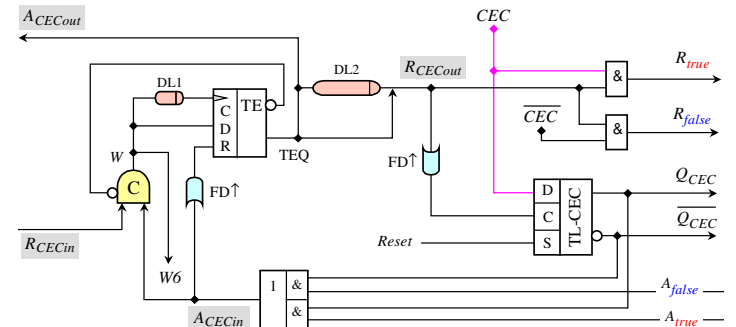 A_CECout
CEC
DL1
DL2
R_CECout
&
R_true
C
D
R
TE
TEQ
CEC
&
R_false
W
C
FD↑
FD↑
D
C
S
TL-CEC
Q_CEC
Q_CEC
Reset
R_CECin
W6
1
&
&
A_CECin
A_false
A_true